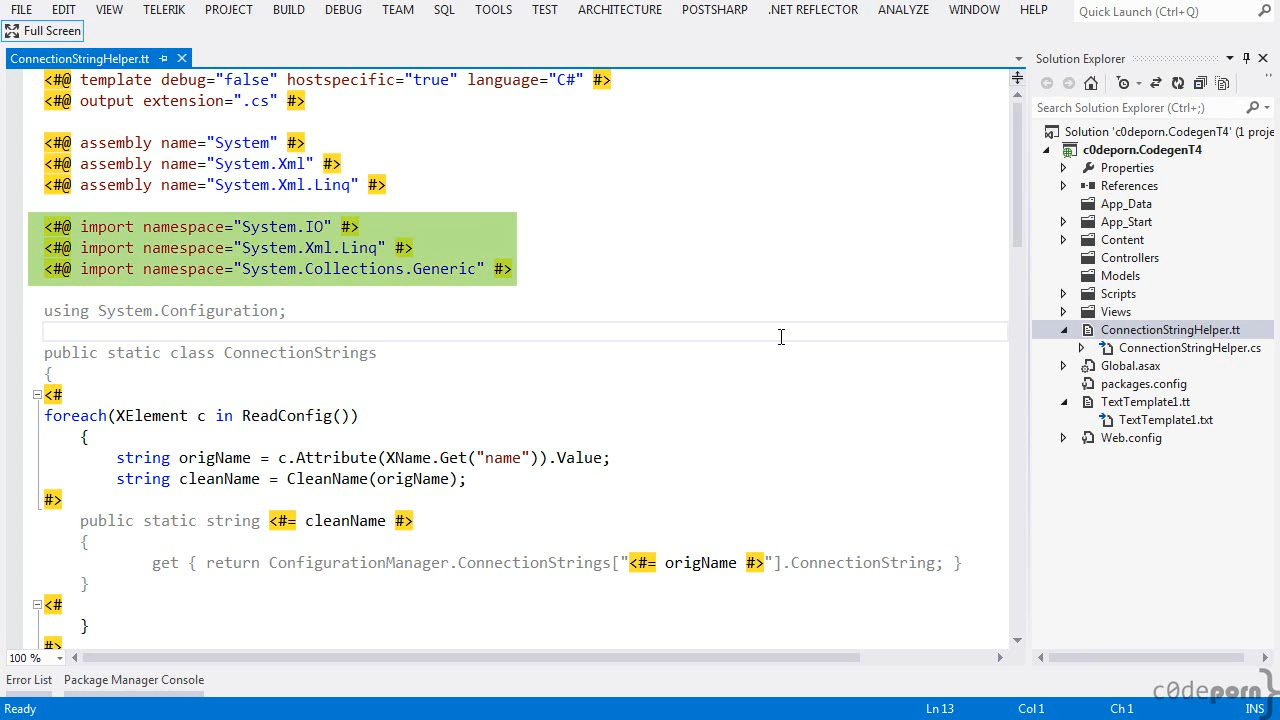 FILE EDIT VIEW TELERIK PROJECT BUILD DEBUG TEAM SQL TOOLS TEST ARCHITECTURE POSTSHARP .NET REFLECTOR ANALYZE WINDOW HELP Quick Launch (Ctrl+Q)
Full Screen
ConnectionStringHelper.tt
<#@ template debug="false" hostspecific="true" language="C#" #>
<#@ output extension=".cs" #>
<#@ assembly name="System" #>
<#@ assembly name="System.Xml" #>
<#@ assembly name="System.Xml.Linq" #>
<#@ import namespace="System.IO" #>
<#@ import namespace="System.Xml.Linq" #>
<#@ import namespace="System.Collections.Generic" #>
using System.Configuration;
public static class ConnectionStrings
{
<#
foreach(XElement c in ReadConfig())
{
string origName = c.Attribute(XName.Get("name")).Value;
string cleanName = CleanName(origName);
#>
public static string <#= cleanName #>
{
get { return ConfigurationManager.ConnectionStrings["<#= origName #>"].ConnectionString; }
}
<#
}
#>
100 %
Solution Explorer
Search Solution Explorer (Ctrl+;)
Solution 'c0deporn.CodegenT4' (1 proje
c0deporn.CodegenT4
Properties
References
App_Data
App_Start
Content
Controllers
Models
Scripts
Views
ConnectionStringHelper.tt
ConnectionStringHelper.cs
Global.asax
packages.config
TextTemplate1.tt
TextTemplate1.txt
Web.config
Error List Package Manager Console
c0deporn}
Ready Ln 13 Col 1 Ch 1 INS